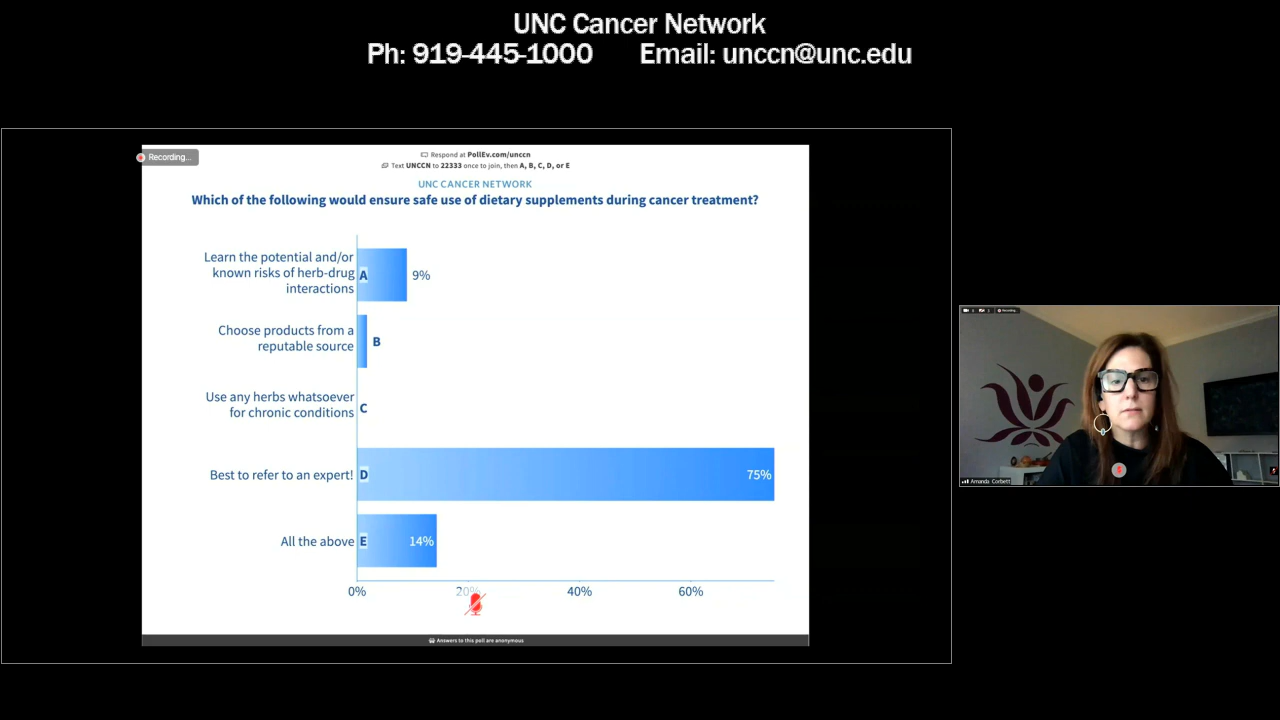 UNC Cancer Network
Ph: 919-445-1000 Email: unccn@unc.edu
Recording...
Respond at PollEv.com/unccn
Text UNCCN to 22333 once to join, then A, B, C, D, or E
UNC CANCER NETWORK
Which of the following would ensure safe use of dietary supplements during cancer treatment?
Learn the potential and/or
known risks of herb-drug
interactions
A
9%
Choose products from a
reputable source
B
Use any herbs whatsoever
for chronic conditions
C
Best to refer to an expert!
D
75%
All the above
E
14%
0%
20%
40%
60%
Answers to this poll are anonymous
Recording...
Amanda Corbett